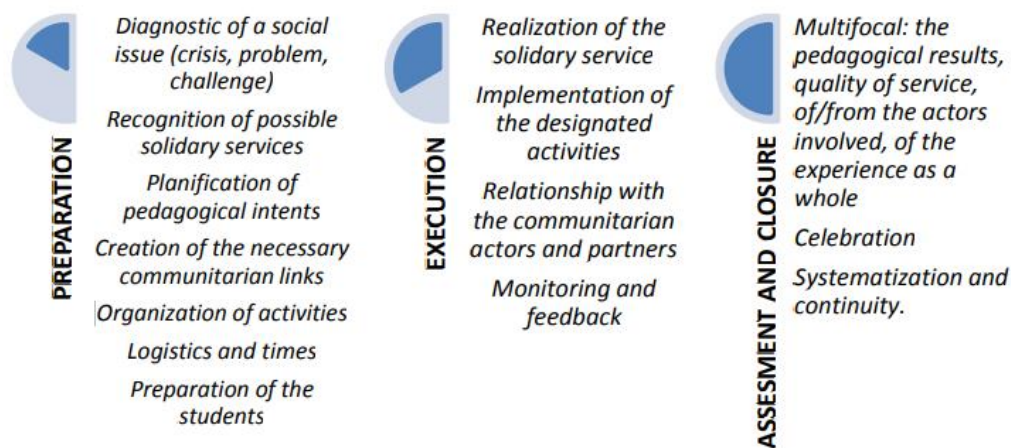 PREPARATION
Diagnostic of a social
issue (crisis, problem,
challenge)
Recognition of possible
solidary services
Planification of
pedagogical intents
Creation of the necessary
communitarian links
Organization of activities
Logistics and times
Preparation of the
students
EXECUTION
Realization of the
solidary service
Implementation of
the designated
activities
Relationship with
the communitarian
actors and partners
Monitoring and
feedback
ASSESMENT AND CLOSURE
Multifocal: the
pedagogical results,
quality of service,
of/from the actors
involved, of the
experience as a
whole
Celebration
Systematization and
continuity.